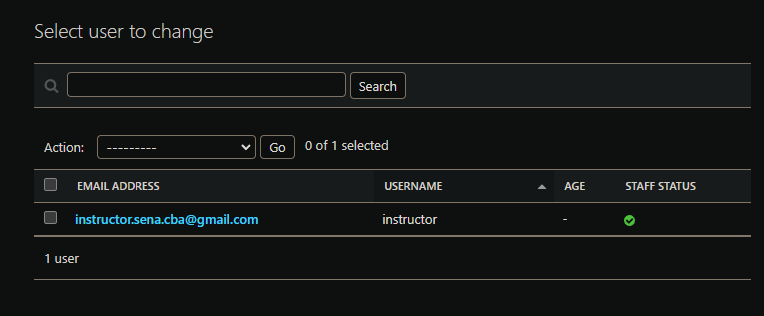 Select user to change
Search
Action: --------- Go 0 of 1 selected
EMAIL ADDRESS USERNAME AGE STAFF STATUS
instructor.sena.cba@gmail.com instructor -
1 user